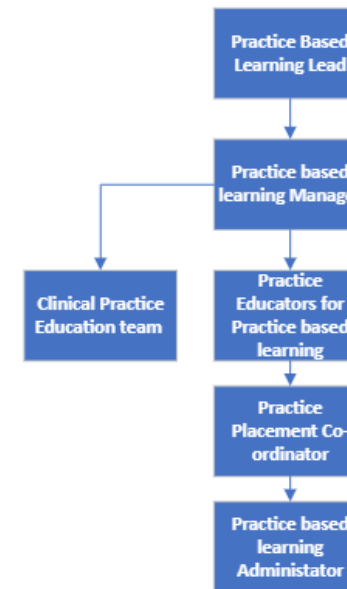 Practice Based
Learning Lead
Practice based
learning Manage
Clinical Practice
Education team
Practice
Educators for
Practice based
learning
Practice
Placement Co-
ordinator
Practice based
learning
Administator